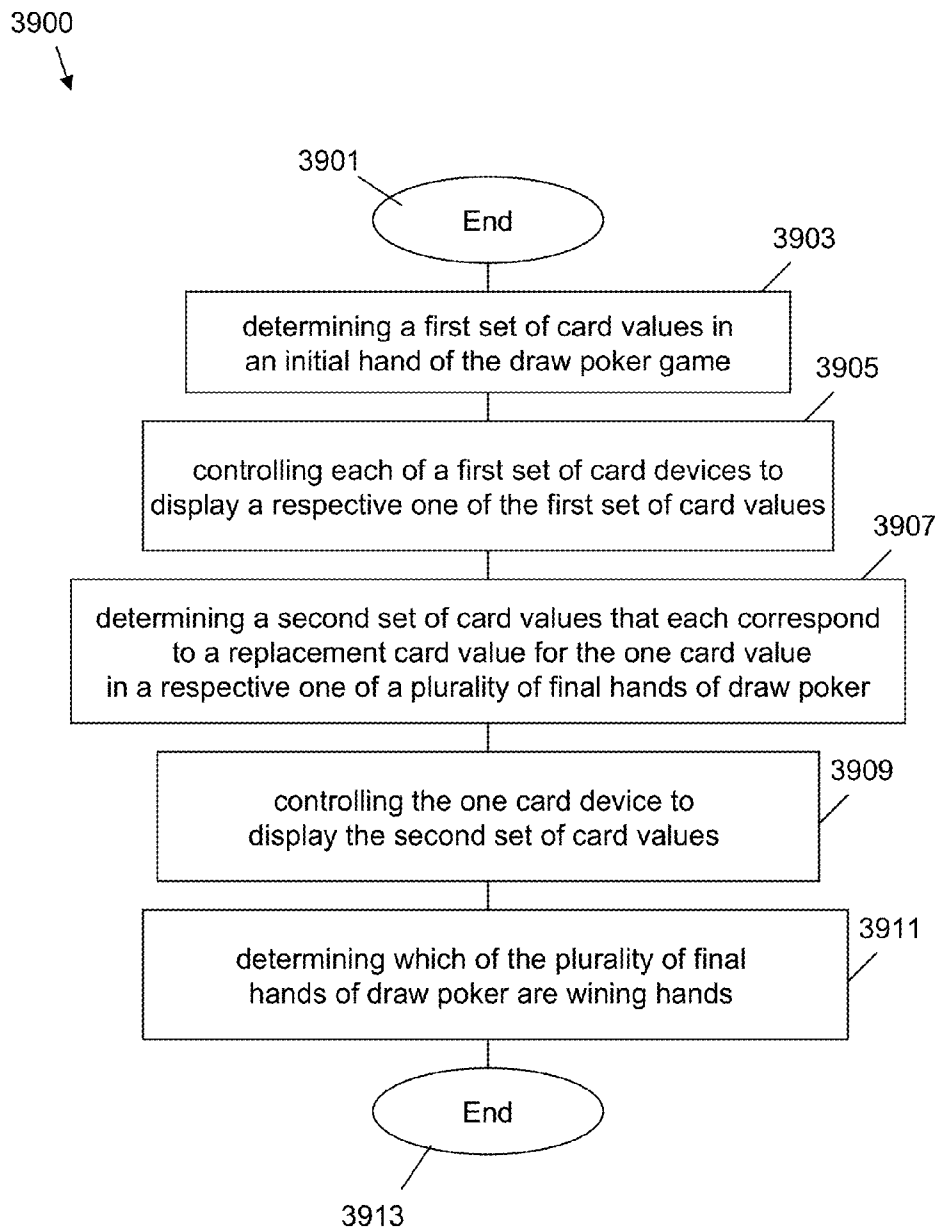 3900
3901
End
3903
determining a first set of card values in
an initial hand of the draw poker game
3905
controlling each of a first set of card devices to
display a respective one of the first set of card values
3907
determining a second set of card values that each correspond
to a replacement card value for the one card value
in a respective one of a plurality of final hands of draw poker
3909
controlling the one card device to
display the second set of card values
3911
determining which of the plurality of final
hands of draw poker are wining hands
End
3913